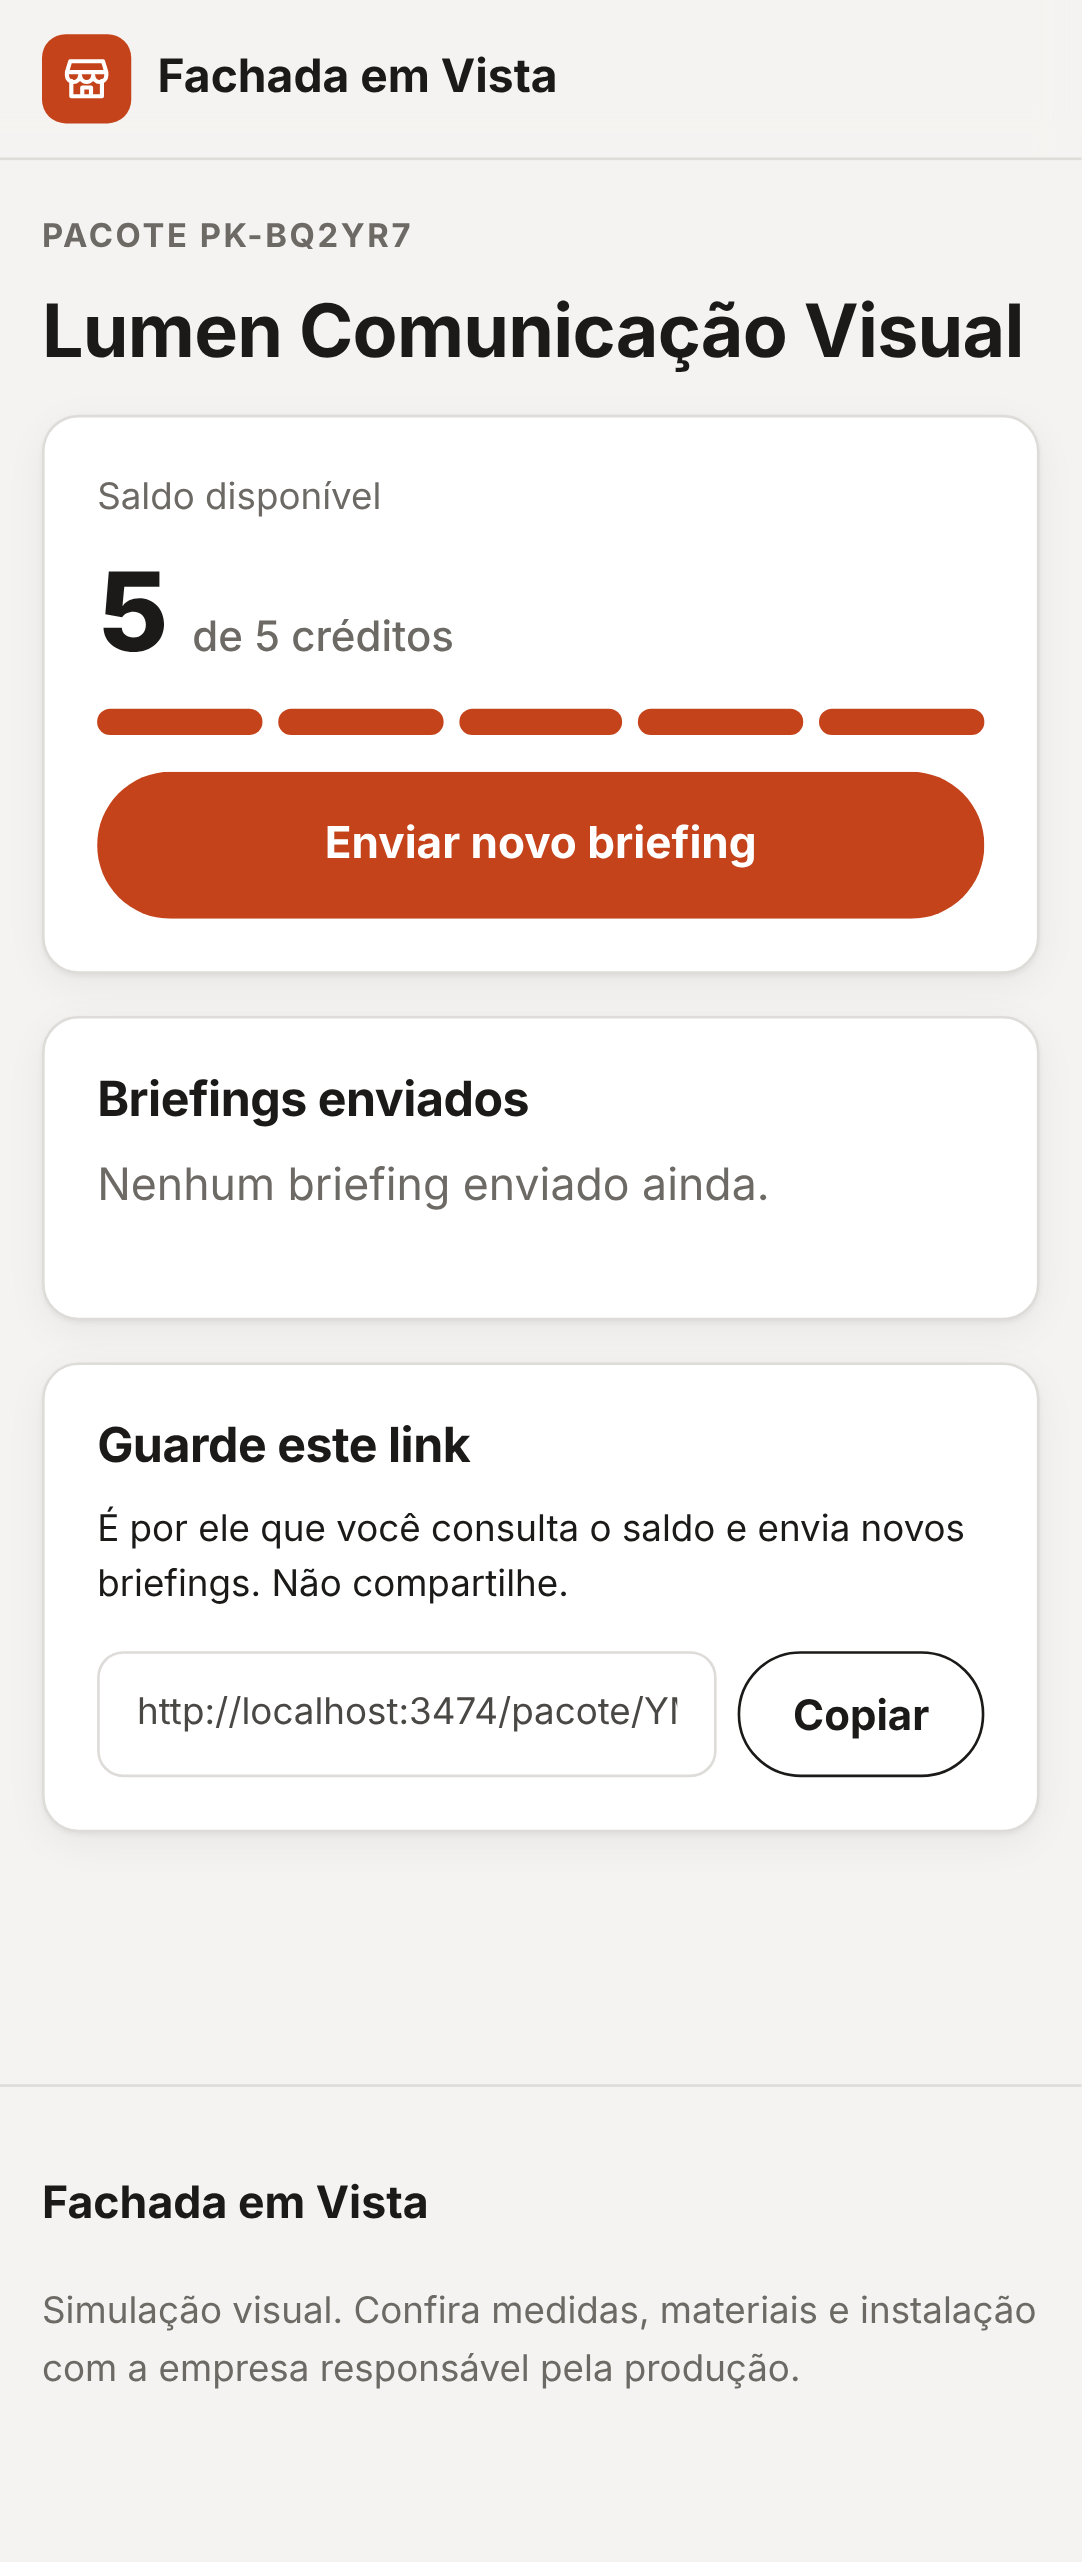 Fachada em Vista
PACOTE PK-BQ2YR7
Lumen Comunicação Visual
Saldo disponível
5 de 5 créditos
Enviar novo briefing
Briefings enviados
Nenhum briefing enviado ainda.
Guarde este link
É por ele que você consulta o saldo e envia novos
briefings. Não compartilhe.
http://localhost:3474/pacote/Y
Copiar
Fachada em Vista
Simulação visual. Confira medidas, materiais e instalação
com a empresa responsável pela produção.